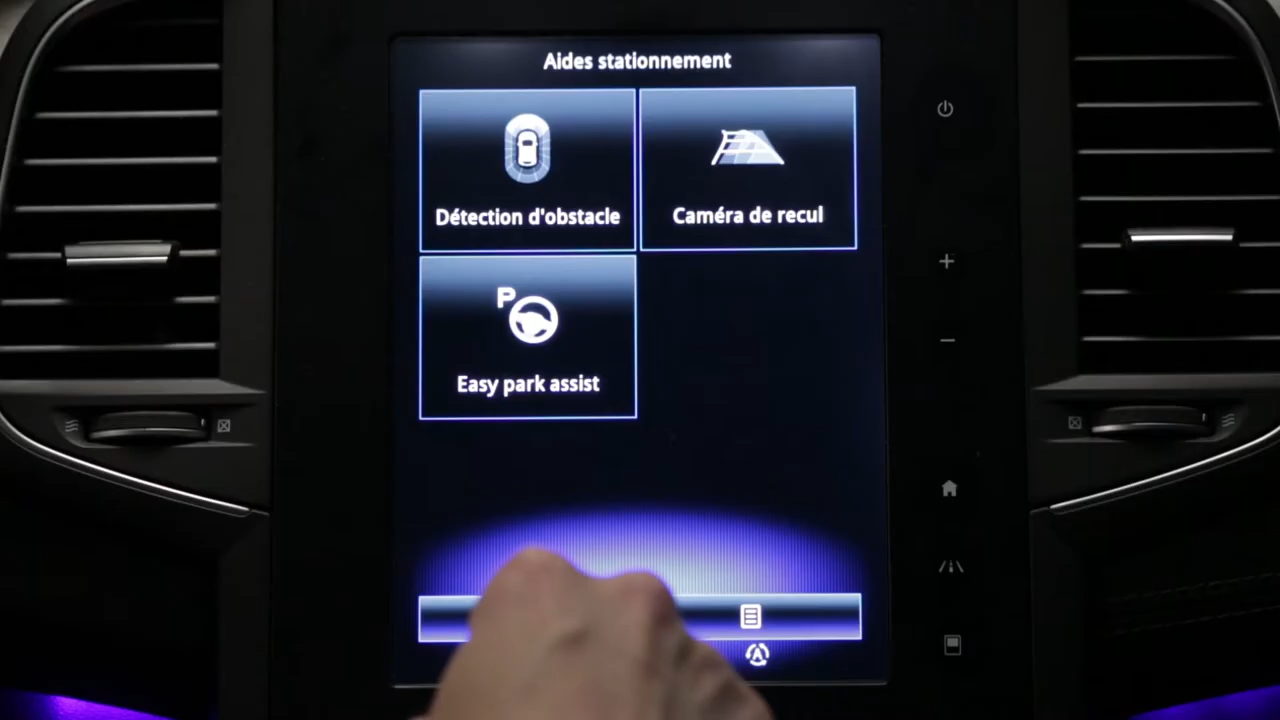 Aides stationnement
Détection d'obstacle
Caméra de recul
P
Easy park assist
A